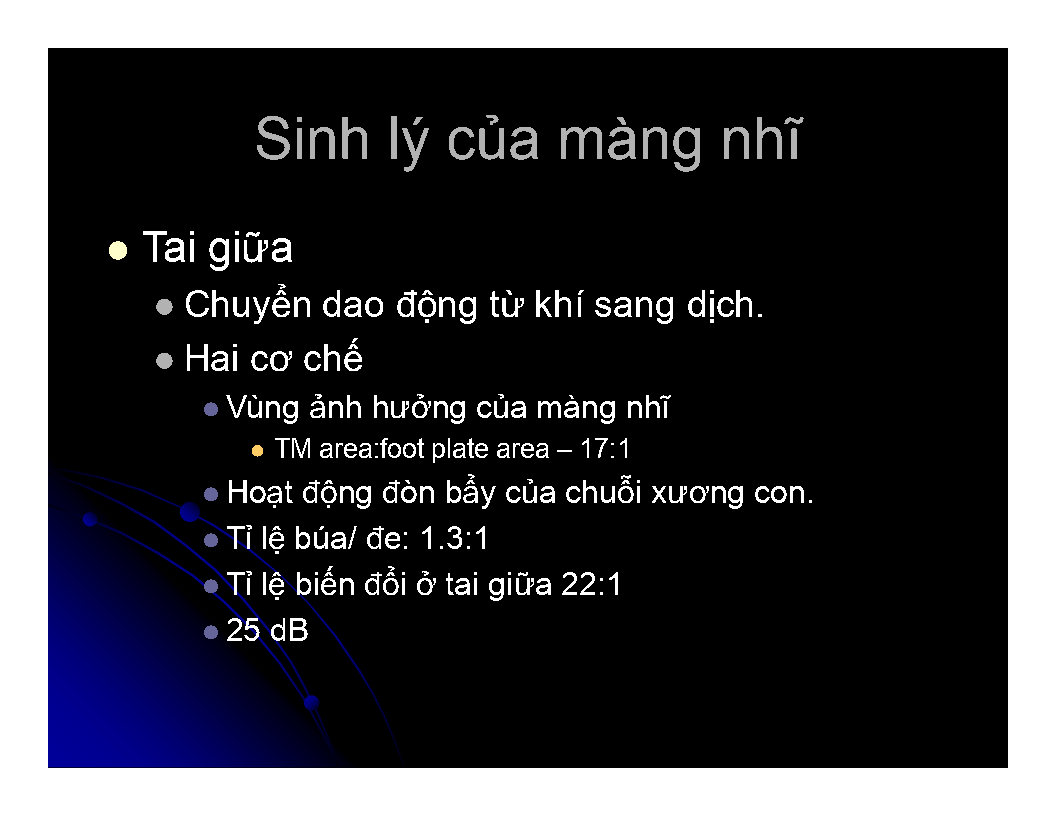 Sinh lý của màng nhĩ
Tai giữa
Chuyển dao động từ khí sang dịch.
Hai cơ chế
Vùng ảnh hưởng của màng nhĩ
TM area:foot plate area – 17:1
Hoạt động đòn bẩy của chuỗi xương con.
Tỉ lệ búa/ đe: 1.3:1
Tỉ lệ biến đổi ở tai giữa 22:1
25 dB